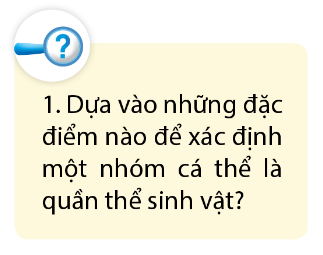 ?
1. Dựa vào những đặc
điểm nào để xác định
một nhóm cá thể là
quần thể sinh vật?